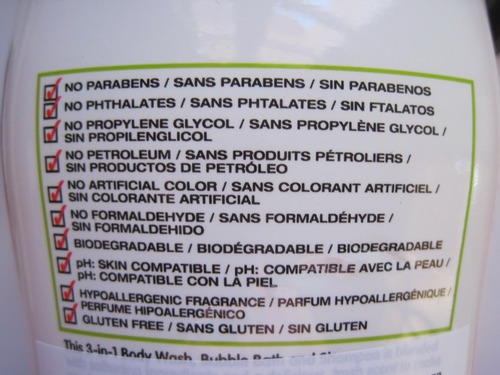 NO PARABENS / SANS PARABENS / SIN PARABENOS
NO PHTHALATES / SANS PHTALATES / SIN FTALATOS
NO PROPYLENE GLYCOL / SANS PROPYLÈNE GLYCOL /
SIN PROPILENGLICOL
NO PETROLEUM / SANS PRODUITS PÉTROLIERS /
SIN PRODUCTOS DE PETRÓLEO
NO ARTIFICIAL COLOR / SANS COLORANT ARTIFICIEL /
SIN COLORANTE ARTIFICIAL
NO FORMALDEHYDE / SANS FORMALDÉHYDE /
SIN FORMALDEHIDO
BIODEGRADABLE / BIODÉGRADABLE / BIODEGRADABLE
pH: SKIN COMPATIBLE / pH: COMPATIBLE AVEC LA PEAU /
pH: COMPATIBLE CON LA PIEL
HYPOALLERGENIC FRAGRANCE / PARFUM HYPOALLERGÉNIQUE /
PERFUME HIPOALERGÉNICO
GLUTEN FREE / SANS GLUTEN / SIN GLUTEN
This 3-in-1 Body Wash, Bubble Bath and